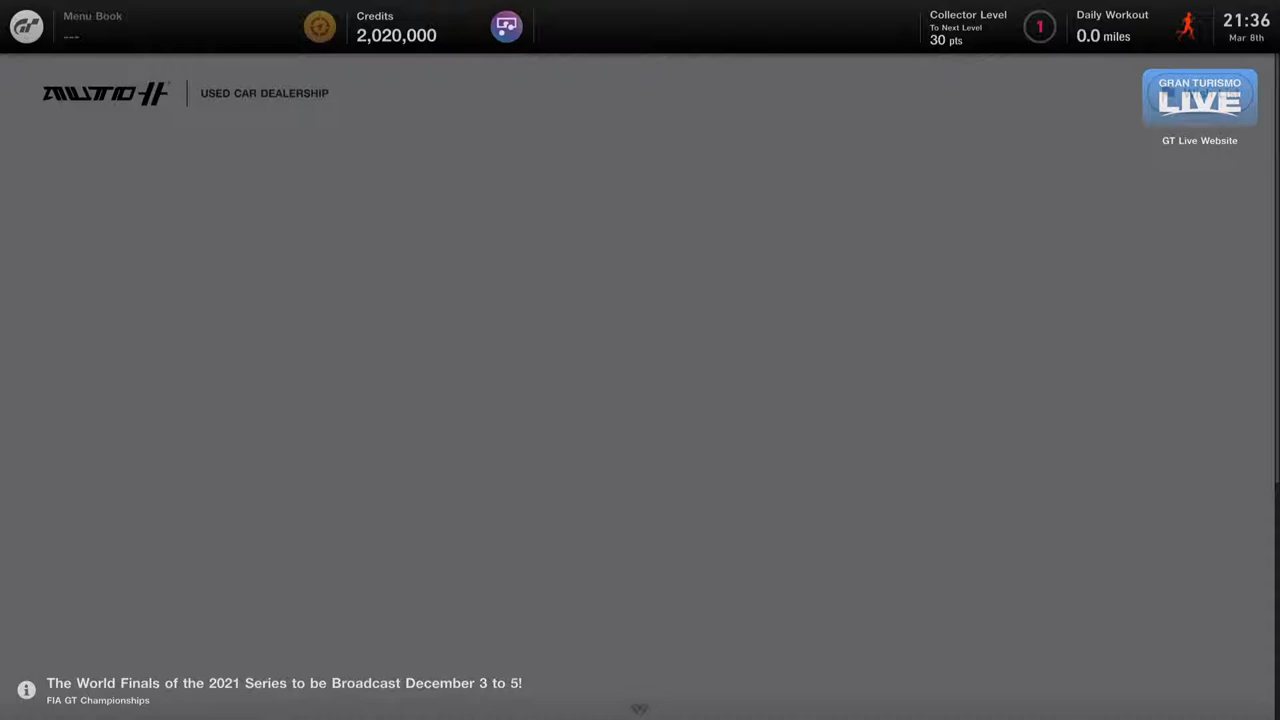 Menu Book
---
Credits
2,020,000
Collector Level
To Next Level
30 pts
1
Daily Workout
0.0 miles
21:36
Mar 8th
AUTO
USED CAR DEALERSHIP
GRAN TURISMO
LIVE
GT Live Website
The World Finals of the 2021 Series to be Broadcast December 3 to 5!
FIA GT Championships